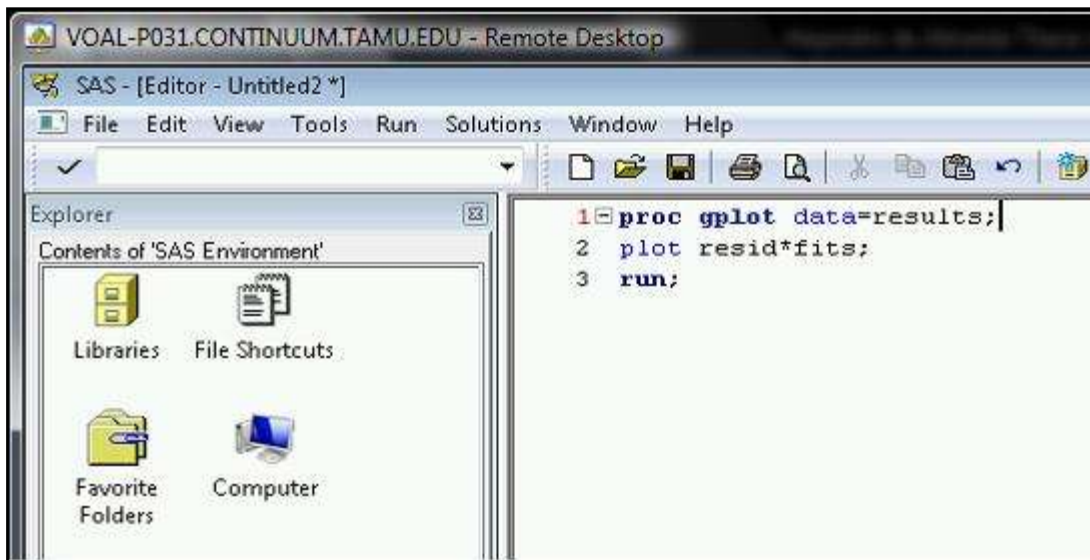 VOAL-P031.CONTINUUM.TAMU.EDU - Remote Desktop
SAS - [Editor - Untitled2 *]
File Edit View Tools Run Solutions Window Help
Explorer
Contents of 'SAS Environment'
Libraries File Shortcuts
Favorite Folders
Computer
1 proc gplot data=results;
2 plot resid*fits;
3 run;